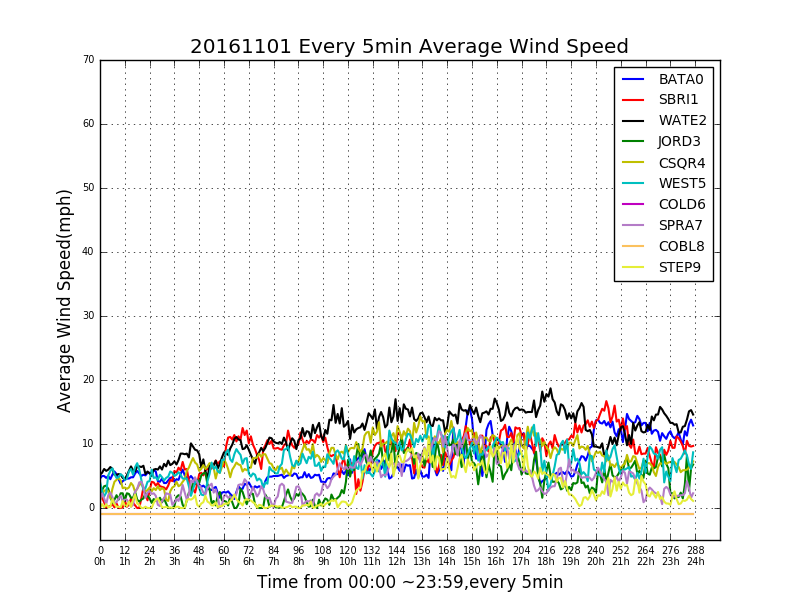 20161101 Every 5min Average Wind Speed
70
60
50
40
30
20
10
0
Average Wind Speed(mph)
BATA0
SBRI1
WATE2
JORD3
CSQR4
WEST5
COLD6
SPRA7
COBL8
STEP9
0 12 24 36 48 60 72 84 96 108 120 132 144 156 168 180 192 204 216 228 240 252 264 276 288
0h 1h 2h 3h 4h 5h 6h 7h 8h 9h 10h 11h 12h 13h 14h 15h 16h 17h 18h 19h 20h 21h 22h 23h 24h
Time from 00:00 ~23:59,every 5min